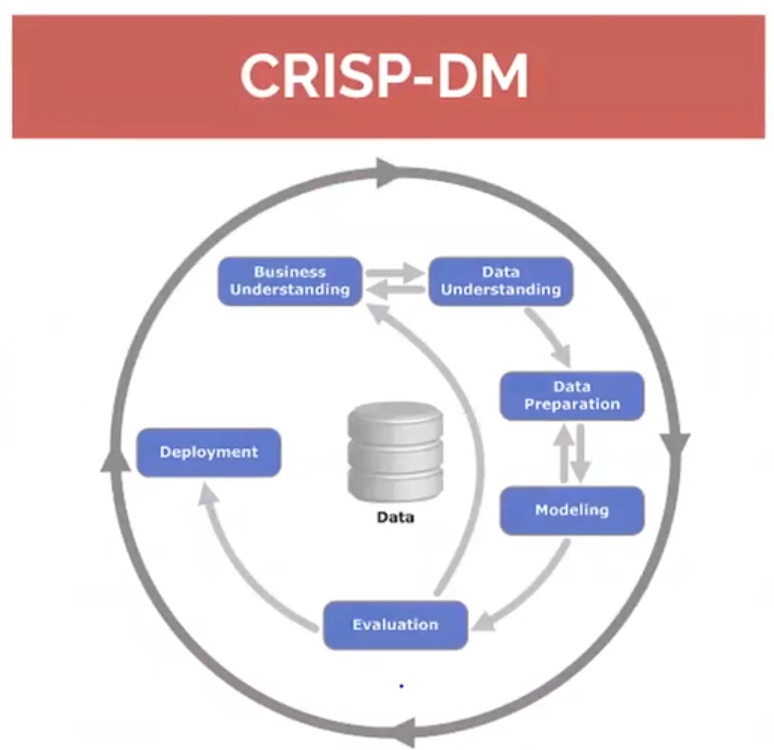 CRISP-DM
Business
Understanding
Data
Understanding
Data
Preparation
Deployment
Data
Modeling
Evaluation